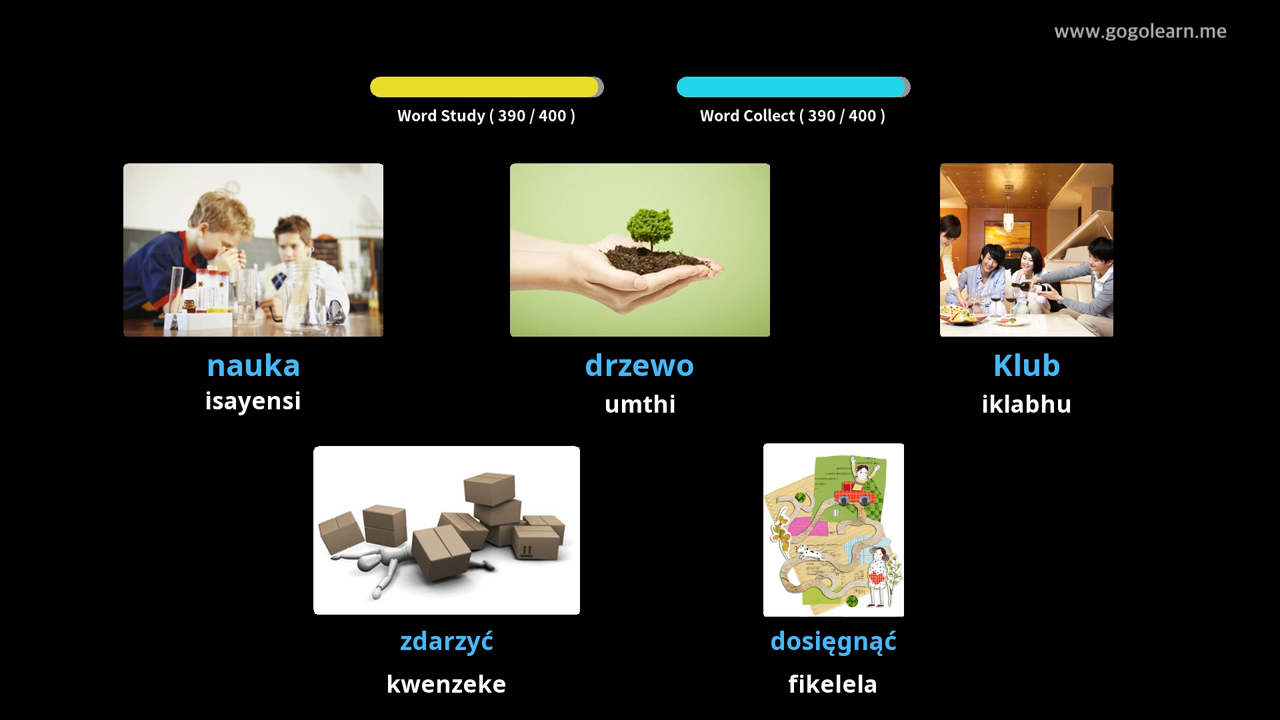 www.gogolearn.me
Word Study ( 390 / 400 )
Word Collect ( 390 / 400 )
nauka
isayensi
drzewo
umthi
Klub
iklabhu
zdarzyć
kwenzeke
dosięgnąć
fikelela